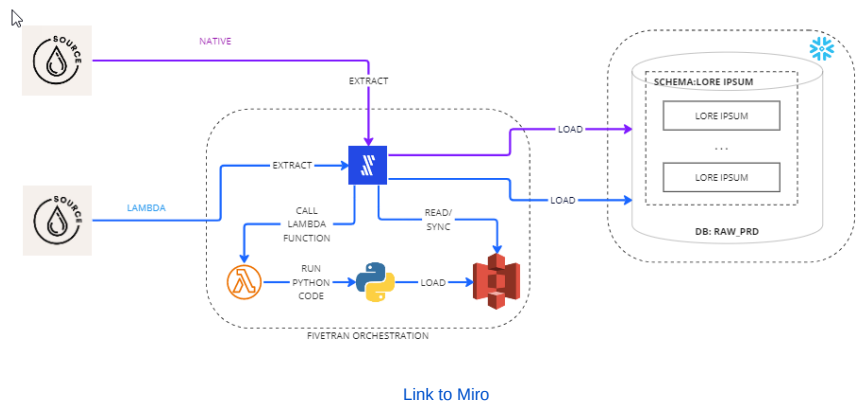 SOURCE
NATIVE
EXTRACT
SCHEMA:LORE IPSUM
LORE IPSUM
...
LORE IPSUM
DB: RAW_PRD
LOAD
LOAD
SOURCE
LAMBDA
EXTRACT
CALL
LAMBDA
FUNCTION
READ/
SYNC
RUN
PYTHON
CODE
LOAD
FIVETRAN ORCHESTRATION
Link to Miro